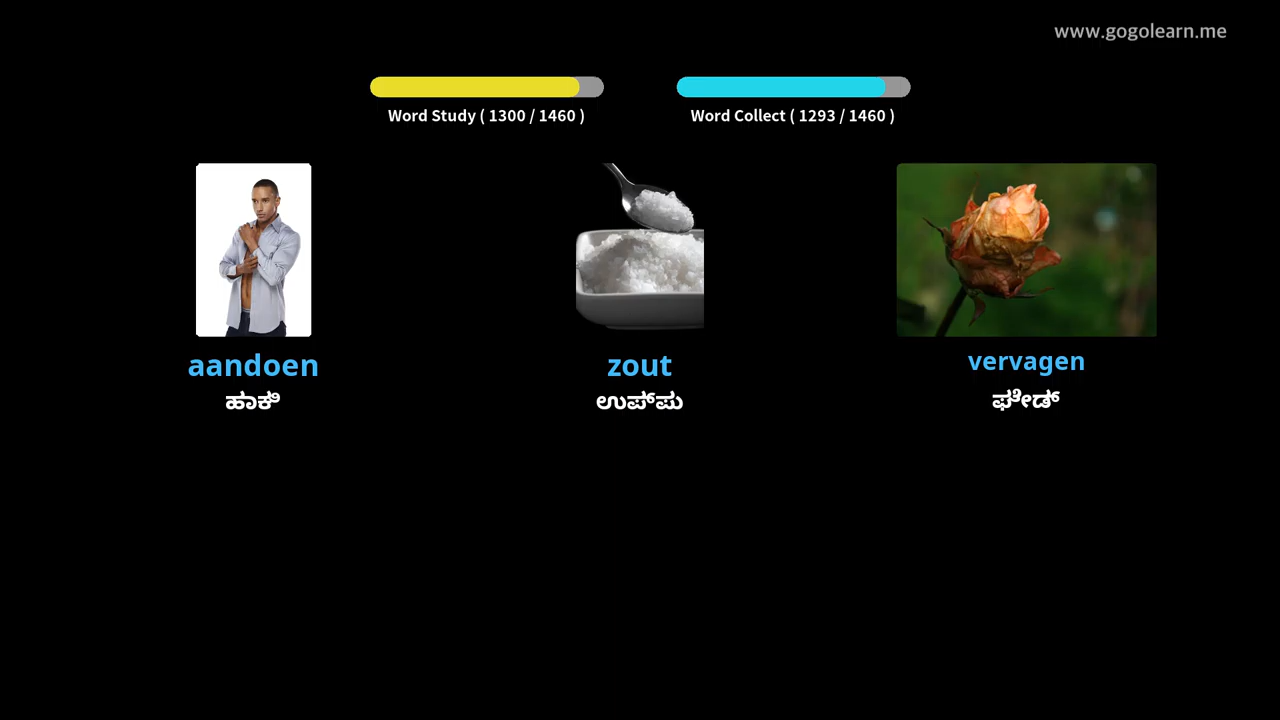 www.gogolearn.me
Word Study ( 1300 / 1460 )
Word Collect ( 1293 / 1460 )
aandoen
zout
vervagen
ಹಾಕಿ
ಉಪ್ಪು
ಫೇಡ್